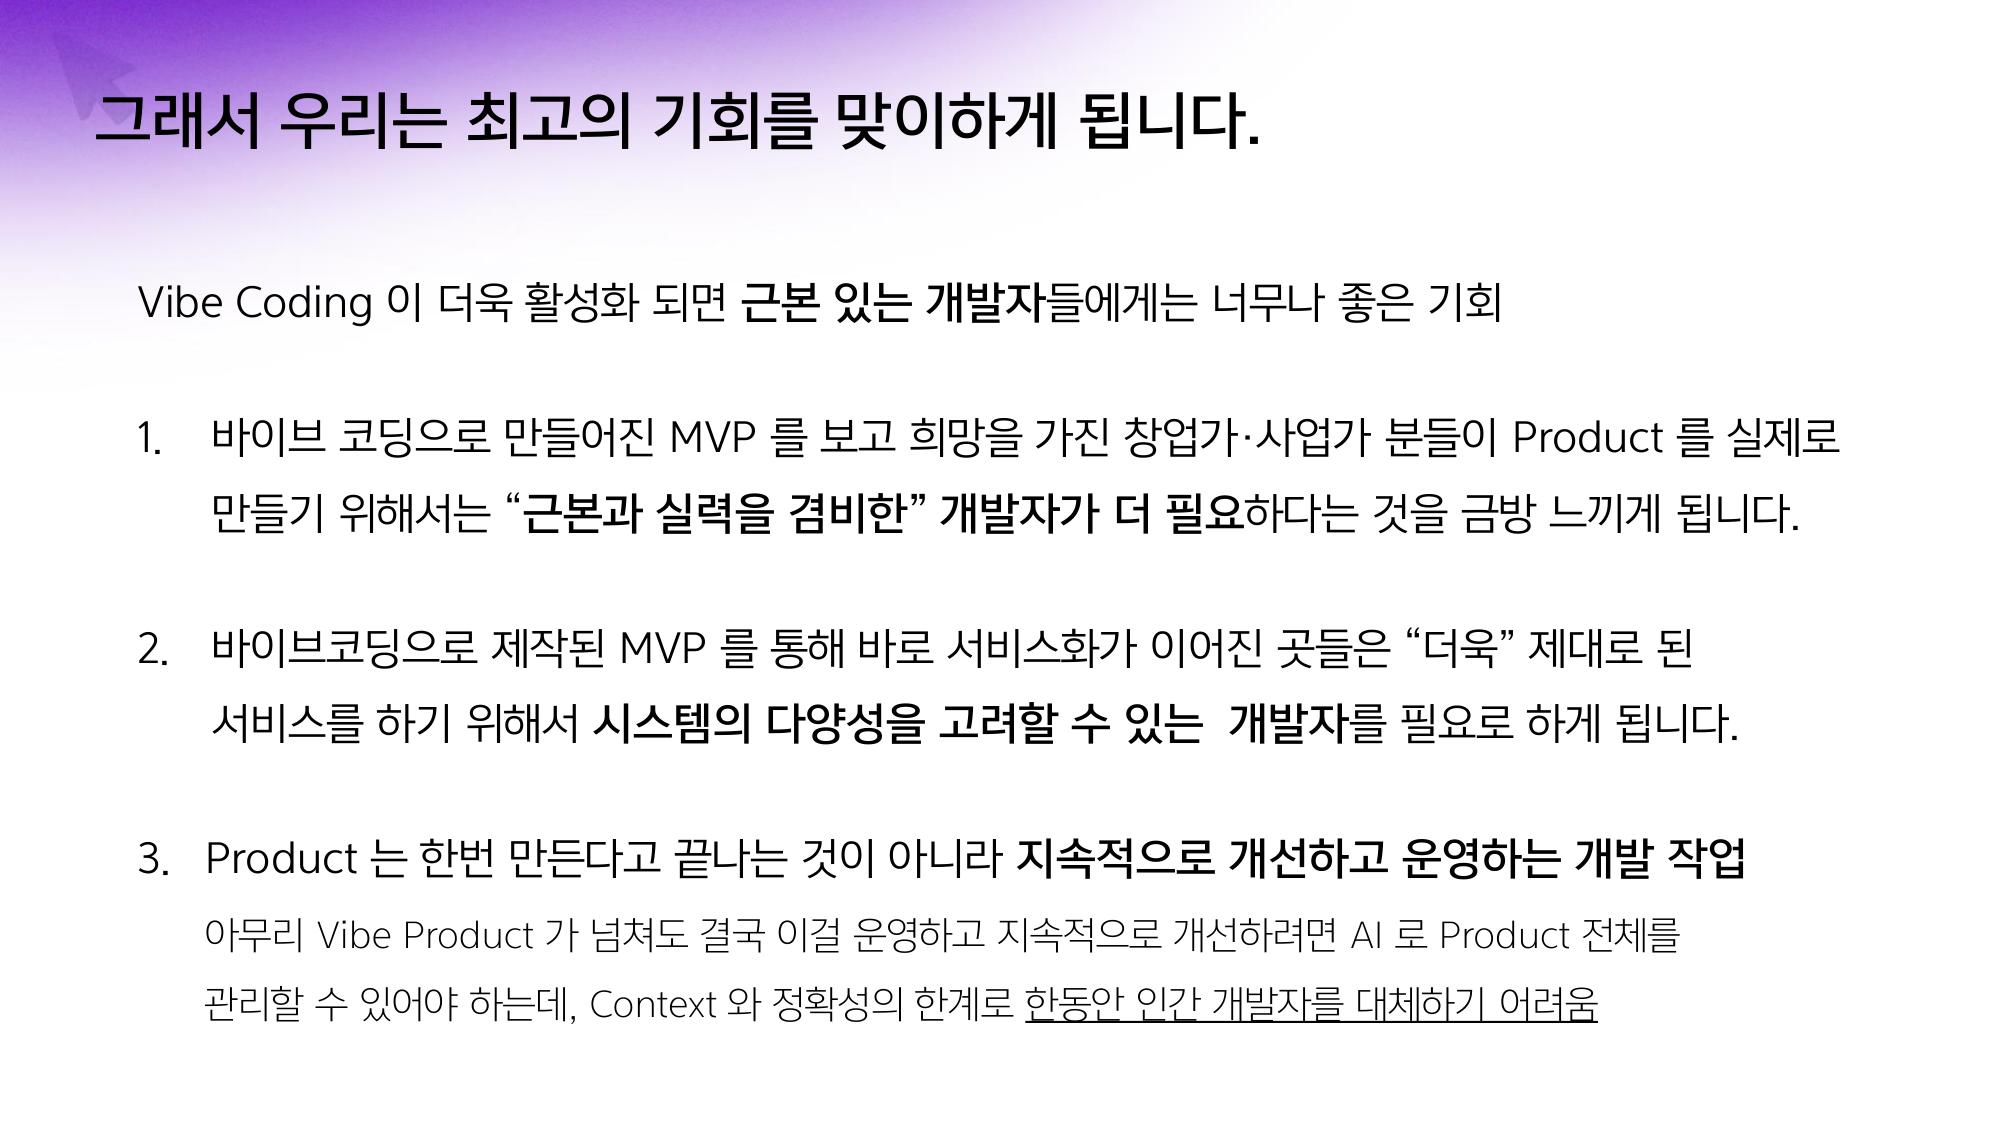 그래서 우리는 최고의 기회를 맞이하게 됩니다.
Vibe Coding 이 더욱 활성화 되면 근본 있는 개발자들에게는 너무나 좋은 기회
1. 바이브 코딩으로 만들어진 MVP 를 보고 희망을 가진 창업가·사업가 분들이 Product 를 실제로
만들기 위해서는 “근본과 실력을 겸비한” 개발자가 더 필요하다는 것을 금방 느끼게 됩니다.
2. 바이브코딩으로 제작된 MVP 를 통해 바로 서비스화가 이어진 곳들은 “더욱” 제대로 된
서비스를 하기 위해서 시스템의 다양성을 고려할 수 있는  개발자를 필요로 하게 됩니다.
3. Product 는 한번 만든다고 끝나는 것이 아니라 지속적으로 개선하고 운영하는 개발 작업
아무리 Vibe Product 가 넘쳐도 결국 이걸 운영하고 지속적으로 개선하려면 AI 로 Product 전체를
관리할 수 있어야 하는데, Context 와 정확성의 한계로 한동안 인간 개발자를 대체하기 어려움